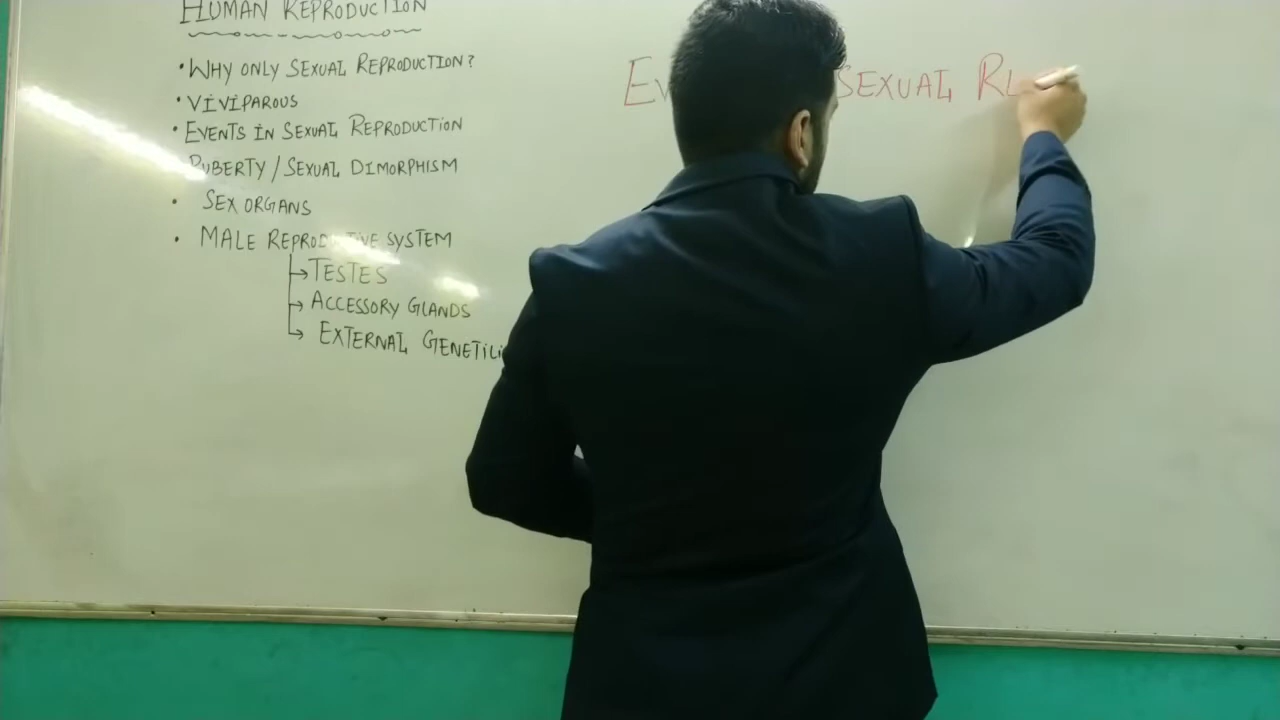 HUMAN REPRODUCTION
• WHY ONLY SEXUAL REPRODUCTION?
• VIVIPAROUS
• EVENTS IN SEXUAL REPRODUCTION
PUBERTY / SEXUAL DIMORPHISM
• SEX ORGANS
• MALE REPRODUCTIVE SYSTEM
→ TESTES
→ ACCESSORY GLANDS
→ EXTERNAL
SEXUAL